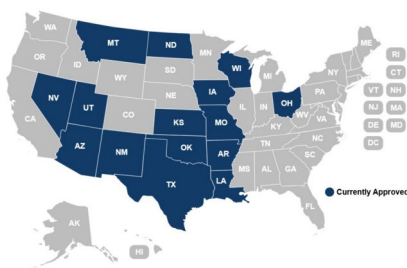 WA
MT
ND
MN
ME
OR
ID
SD
WI
MI
NY
RI
WY
CT
NV
NE
IA
PA
VT NH
UT
CO
IL
IN
OH
NJ MA
CA
KS
MO
WV
VA
DE MD
KY
DC
AZ
NM
OK
AR
TN
NC
SC
MS
AL
GA
TX
LA
FL
Currently Approved
AK
HI